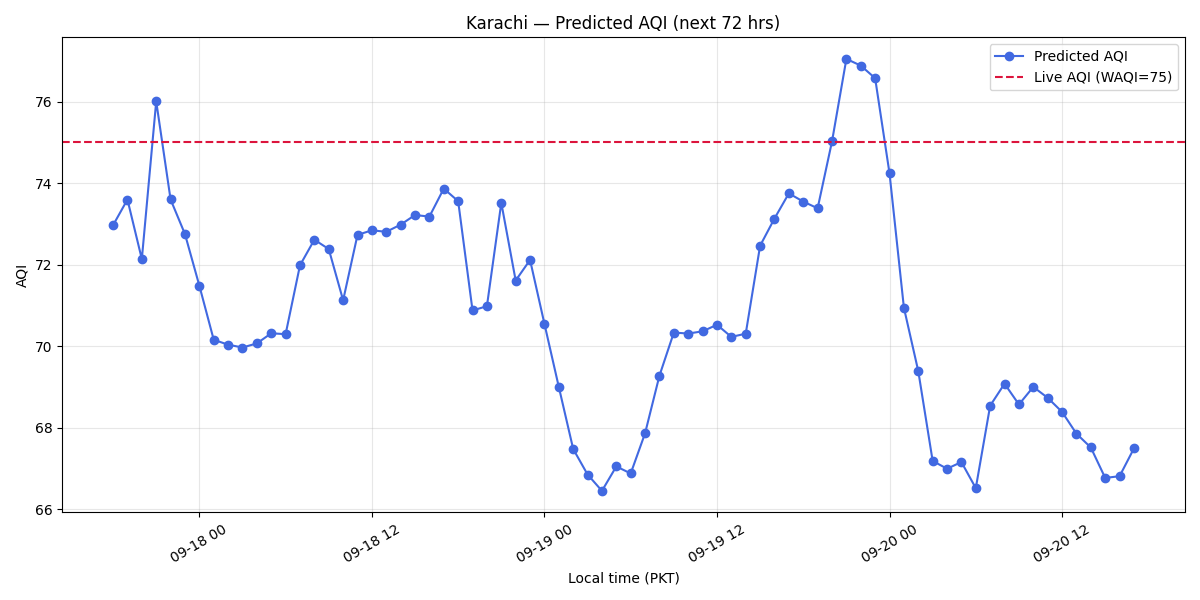 Karachi — Predicted AQI (next 72 hrs)
Predicted AQI
Live AQI (WAQI=75)
AQI
76
74
72
70
68
66
09-18 00
09-18 12
09-19 00
09-19 12
09-20 00
09-20 12
Local time (PKT)